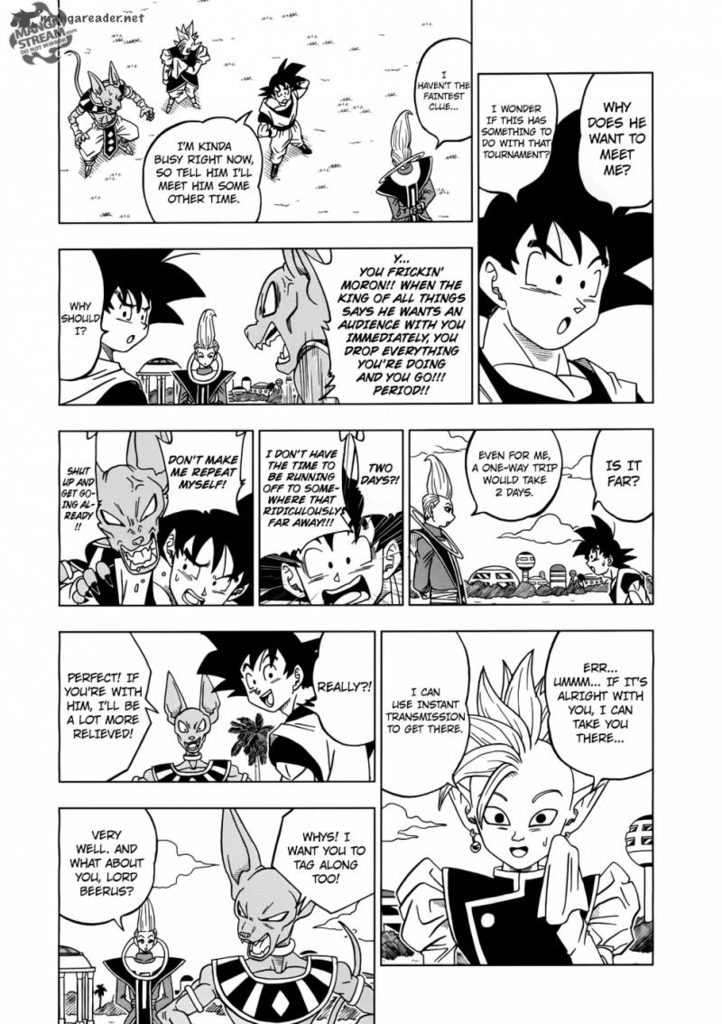 mangareader.net
MANGA
STREAM
WHY
DOES HE
WANT TO
MEET
ME?
I WONDER
IF THIS HAS
SOMETHING TO
DO WITH THAT
TOURNAMENT?
I
HAVEN'T THE
FAINTEST
CLUE...
I'M KINDA
BUSY RIGHT NOW,
SO TELL HIM I'LL
MEET HIM SOME
OTHER TIME.
Y...
YOU FRICKIN'
MORON!! WHEN THE
KING OF ALL THINGS
SAYS HE WANTS AN
AUDIENCE WITH YOU
IMMEDIATELY, YOU
DROP EVERYTHING
YOU'RE DOING
AND YOU GO!!!
PERIOD!!
WHY
SHOULD
I?
IS IT
FAR?
EVEN FOR ME,
A ONE-WAY TRIP
WOULD TAKE
2 DAYS.
TWO
DAYS?!
I DON'T HAVE
THE TIME TO
BE RUNNING
OFF TO SOME-
WHERE THAT
RIDICULOUSLY
FAR AWAY!!!
DON'T MAKE
ME REPEAT
MYSELF!
SHUT
UP AND
GET GO-
ING AL-
READY
!!
ERR...
UMMM... IF IT'S
ALRIGHT WITH
YOU, I CAN
TAKE YOU
THERE...
I CAN
USE INSTANT
TRANSMISSION
TO GET THERE.
REALLY?!
PERFECT! IF
YOU'RE WITH
HIM, I'LL BE
A LOT MORE
RELIEVED!
WHYS! I
WANT YOU TO
TAG ALONG
TOO!
VERY
WELL. AND
WHAT ABOUT
YOU, LORD
BEERUS?